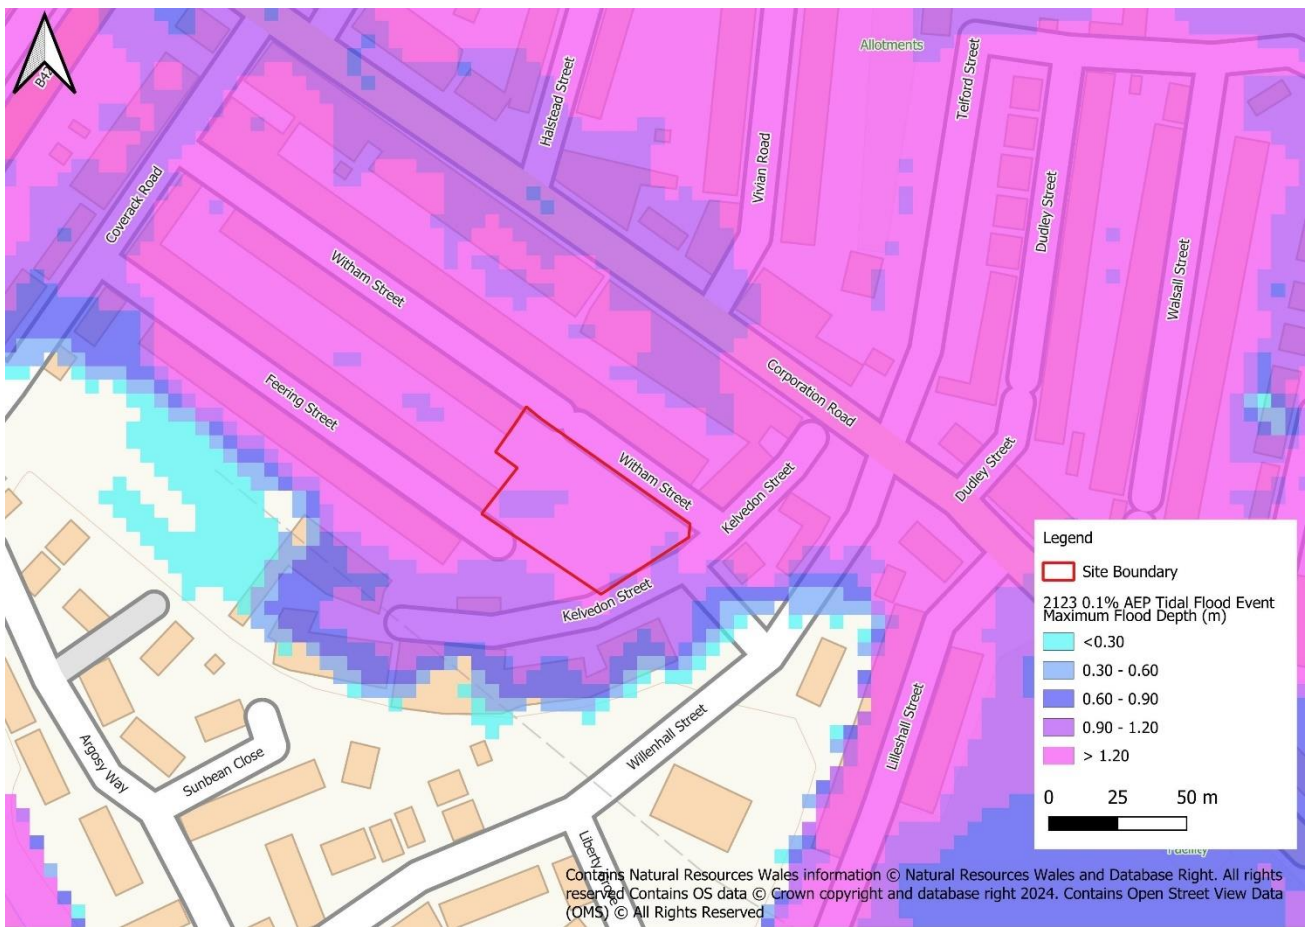 B42
Allotments
Halstead Street
Telford Street
Vivian Road
Dudley Street
Coverack Road
Walsall Street
Witham Street
Feering Street
Corporation Road
Witham Street
Kelvedon Street
Dudley Street
Kelvedon Street
Willenhall Street
Lilleshall Street
Argosy Way
Sunbean Close
Facility
Legend
Site Boundary
2123 0.1% AEP Tidal Flood Event
Maximum Flood Depth (m)
<0.30
0.30 - 0.60
0.60 - 0.90
0.90 - 1.20
> 1.20
0 25 50 m
Contains Natural Resources Wales information © Natural Resources Wales and Database Right. All rights
reserved Contains OS data © Crown copyright and database right 2024. Contains Open Street View Data
(OMS) © All Rights Reserved